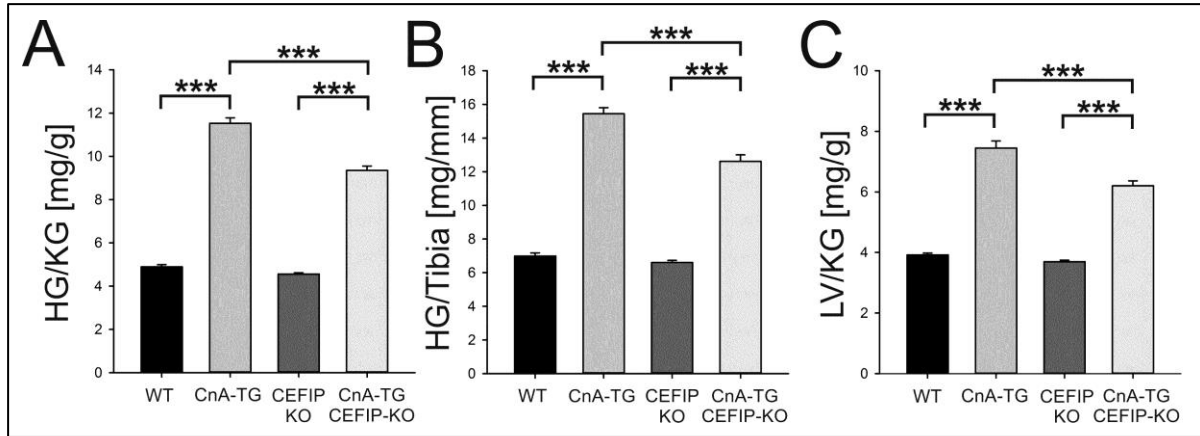 A
HG/KG [mg/g]
14
12
10
8
6
4
2
0
***
***
***
WT
CnA-TG
CEFIP
KO
CnA-TG
CEFIP-KO
B
HG/Tibia [mg/mm]
18
16
14
12
10
8
6
4
2
0
***
***
***
WT
CnA-TG
CEFIP
KO
CnA-TG
CEFIP-KO
C
LV/KG [mg/g]
10
8
6
4
2
0
***
***
***
WT
CnA-TG
CEFIP
KO
CnA-TG
CEFIP-KO